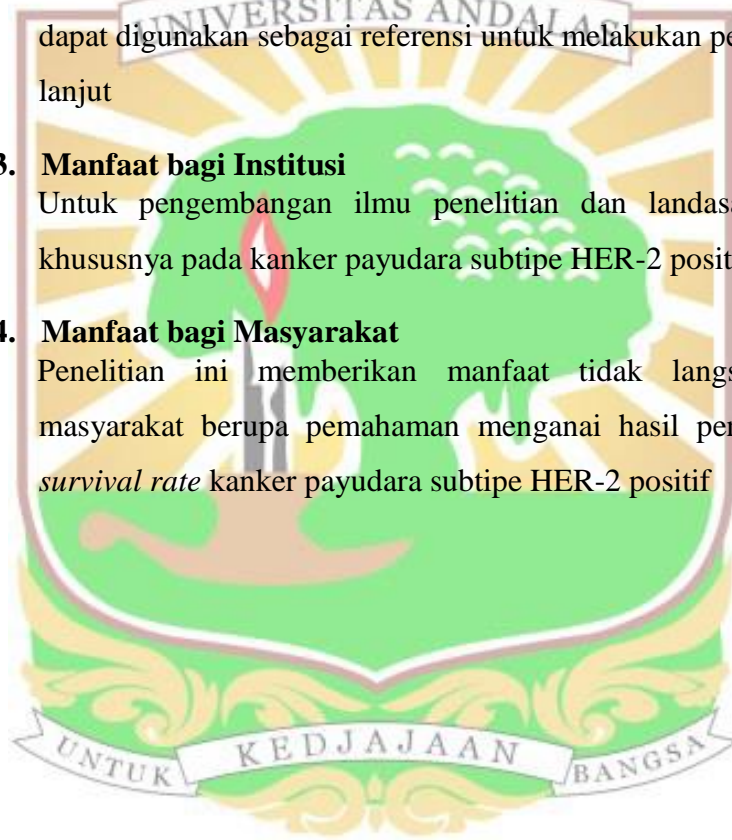 UNIVERSITAS ANDALAS
dapat digunakan sebagai referensi untuk melakukan pe
lanjut
3. Manfaat bagi Institusi
Untuk pengembangan ilmu penelitian dan landasa
khususnya pada kanker payudara subtipe HER-2 posit
4. Manfaat bagi Masyarakat
Penelitian ini memberikan manfaat tidak langs
masyarakat berupa pemahaman menganai hasil per
survival rate kanker payudara subtipe HER-2 positif
UNTUK KEDJAJAAN BANGSA